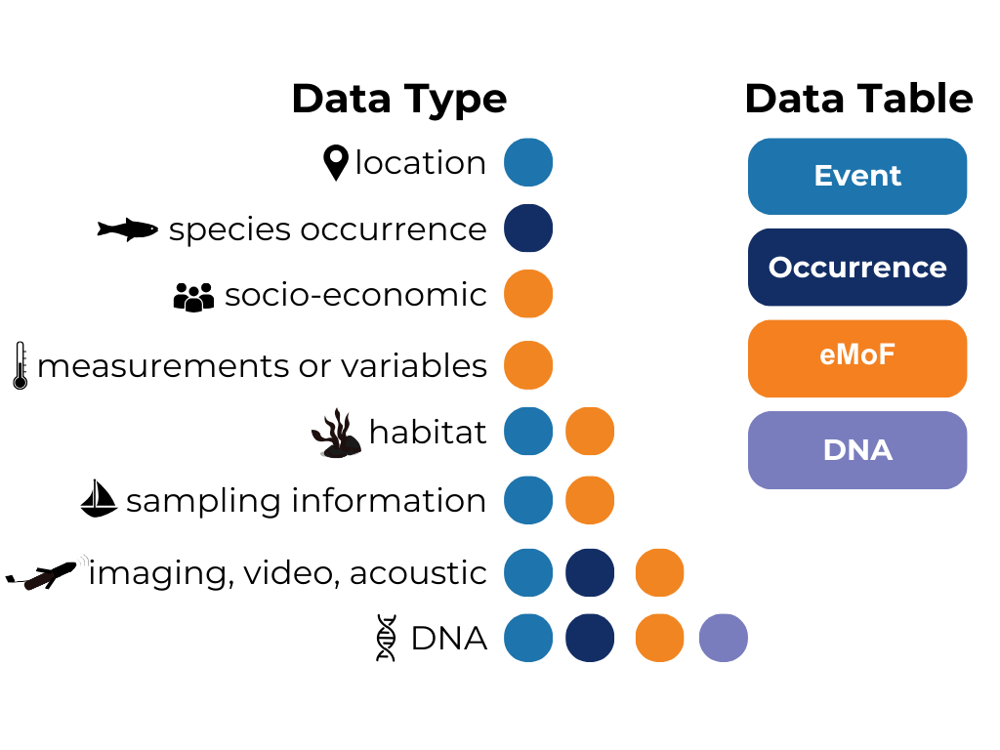 Data Type
location
species occurrence
socio-economic
measurements or variables
habitat
sampling information
imaging, video, acoustic
DNA
Data Table
Event
Occurrence
eMoF
DNA